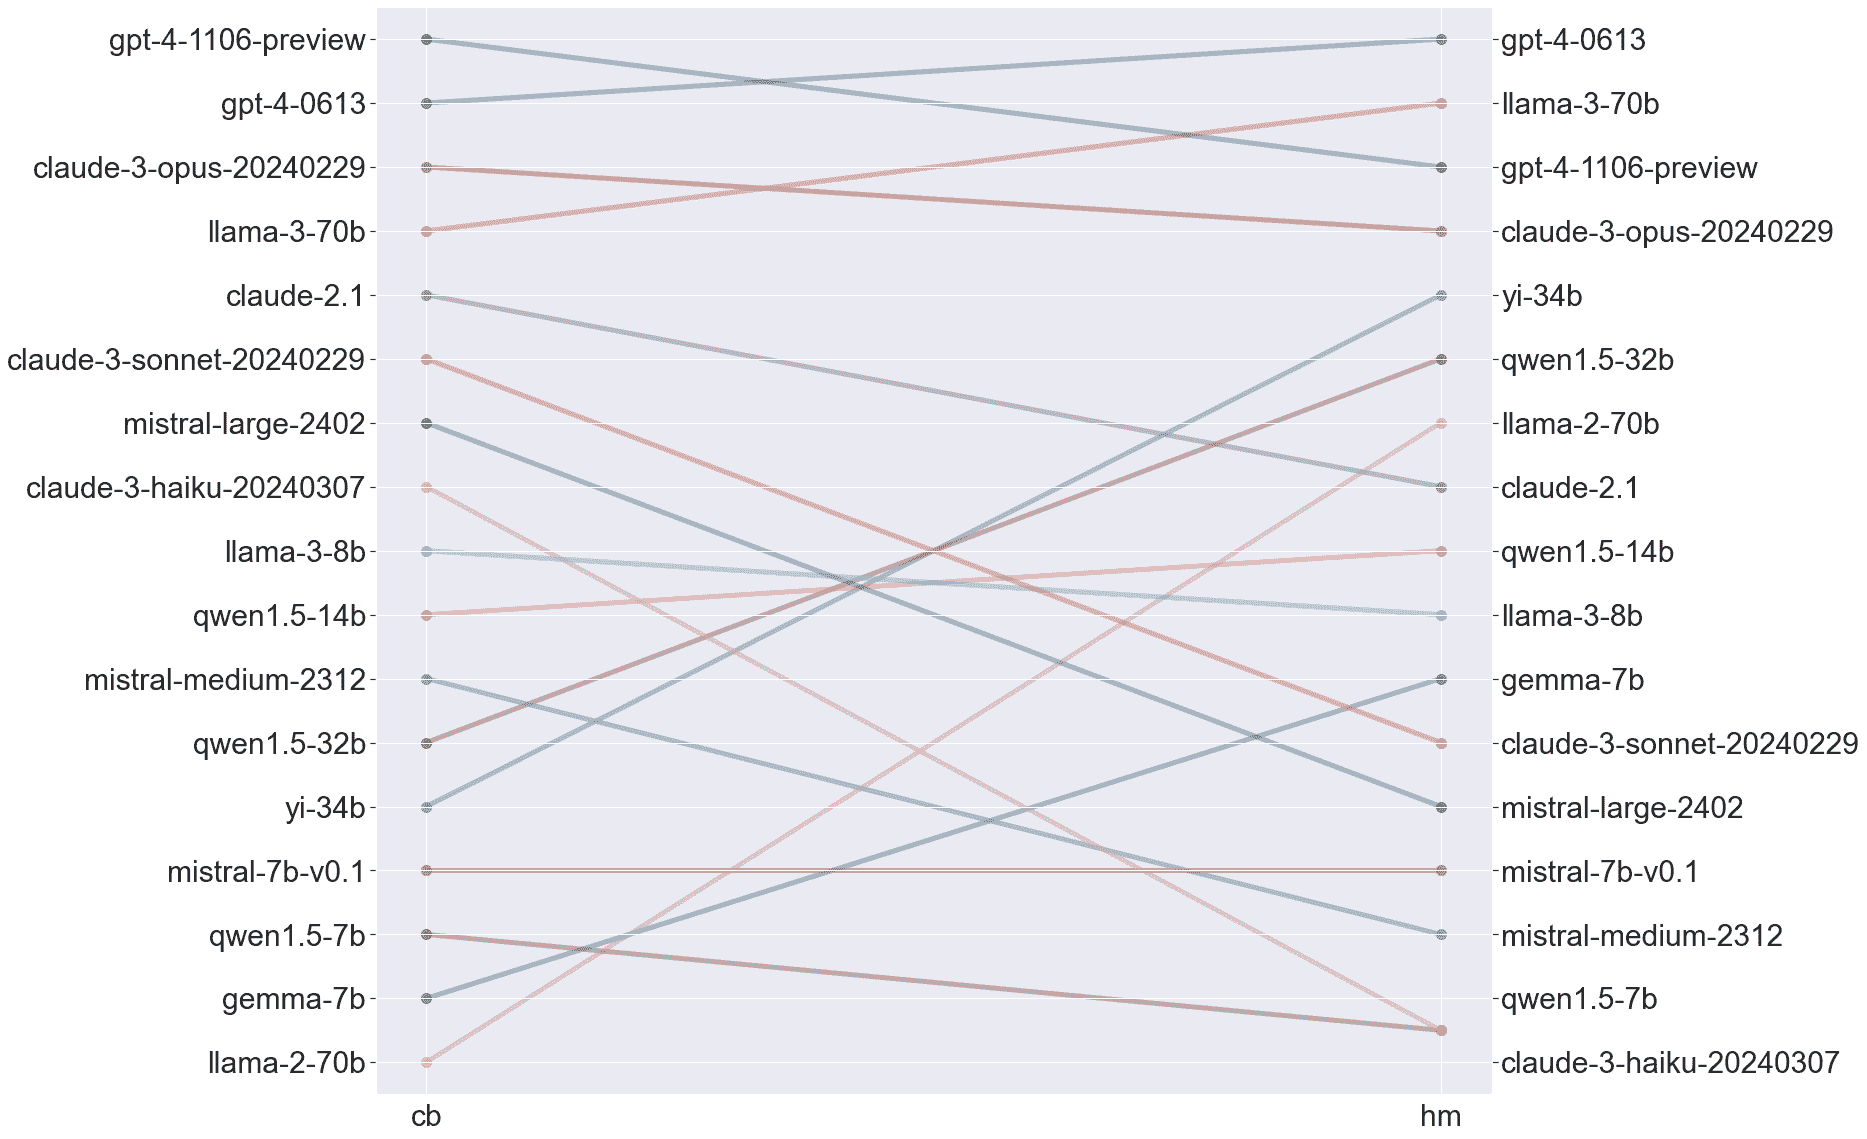 gpt-4-1106-preview
gpt-4-0613
claude-3-opus-20240229
llama-3-70b
claude-2.1
claude-3-sonnet-20240229
mistral-large-2402
claude-3-haiku-20240307
llama-3-8b
qwen1.5-14b
mistral-medium-2312
qwen1.5-32b
yi-34b
mistral-7b-v0.1
qwen1.5-7b
gemma-7b
llama-2-70b
gpt-4-0613
llama-3-70b
gpt-4-1106-preview
claude-3-opus-20240229
yi-34b
qwen1.5-32b
llama-2-70b
claude-2.1
qwen1.5-14b
llama-3-8b
gemma-7b
claude-3-sonnet-20240229
mistral-large-2402
mistral-7b-v0.1
mistral-medium-2312
qwen1.5-7b
claude-3-haiku-20240307
cb
hm